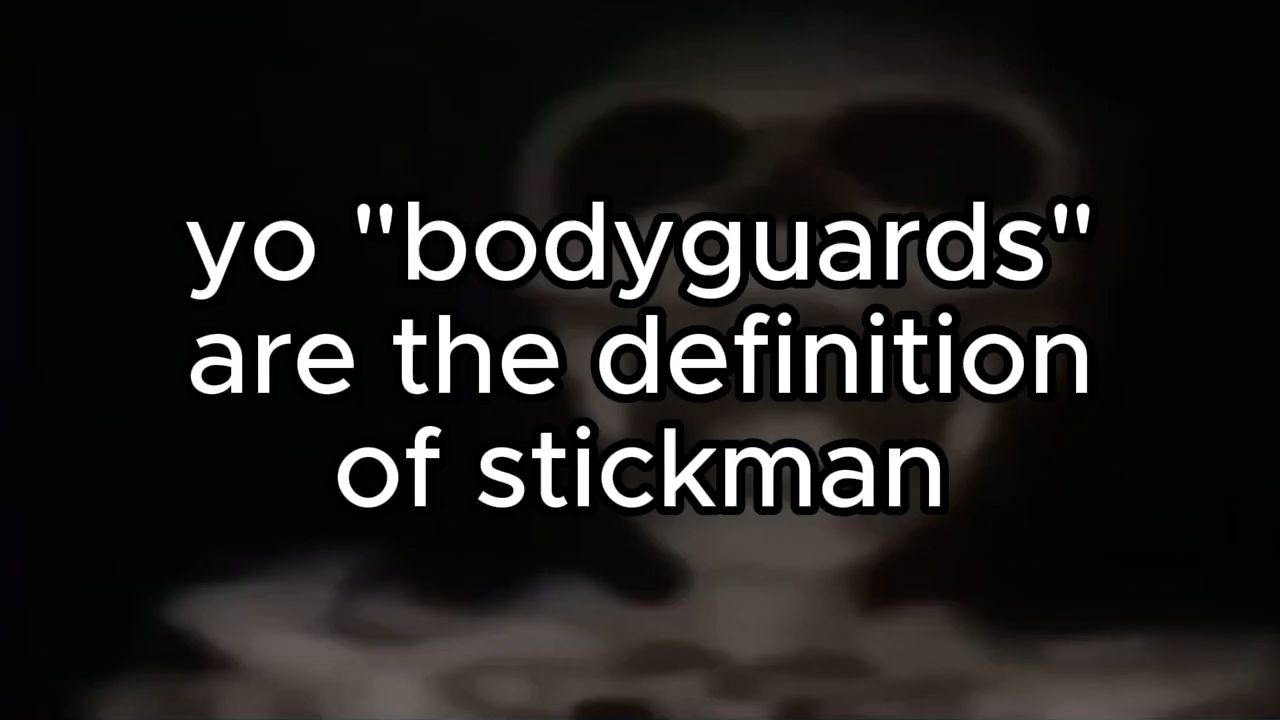 yo "bodyguards"
are the definition
of stickman